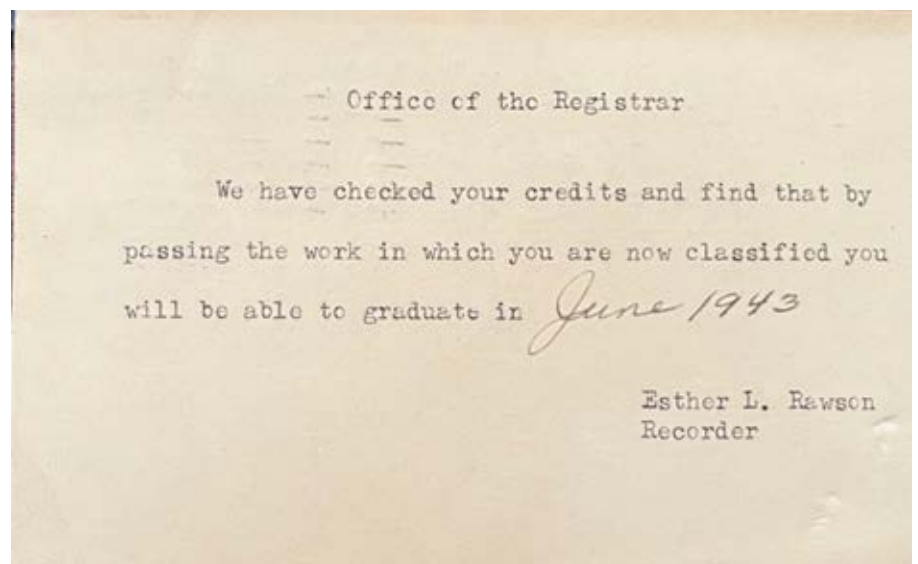 Office of the Registrar
We have checked your credits and find that by
passing the work in which you are now classified you
will be able to graduate in June 1943
Esther L. Rawson
Recorder